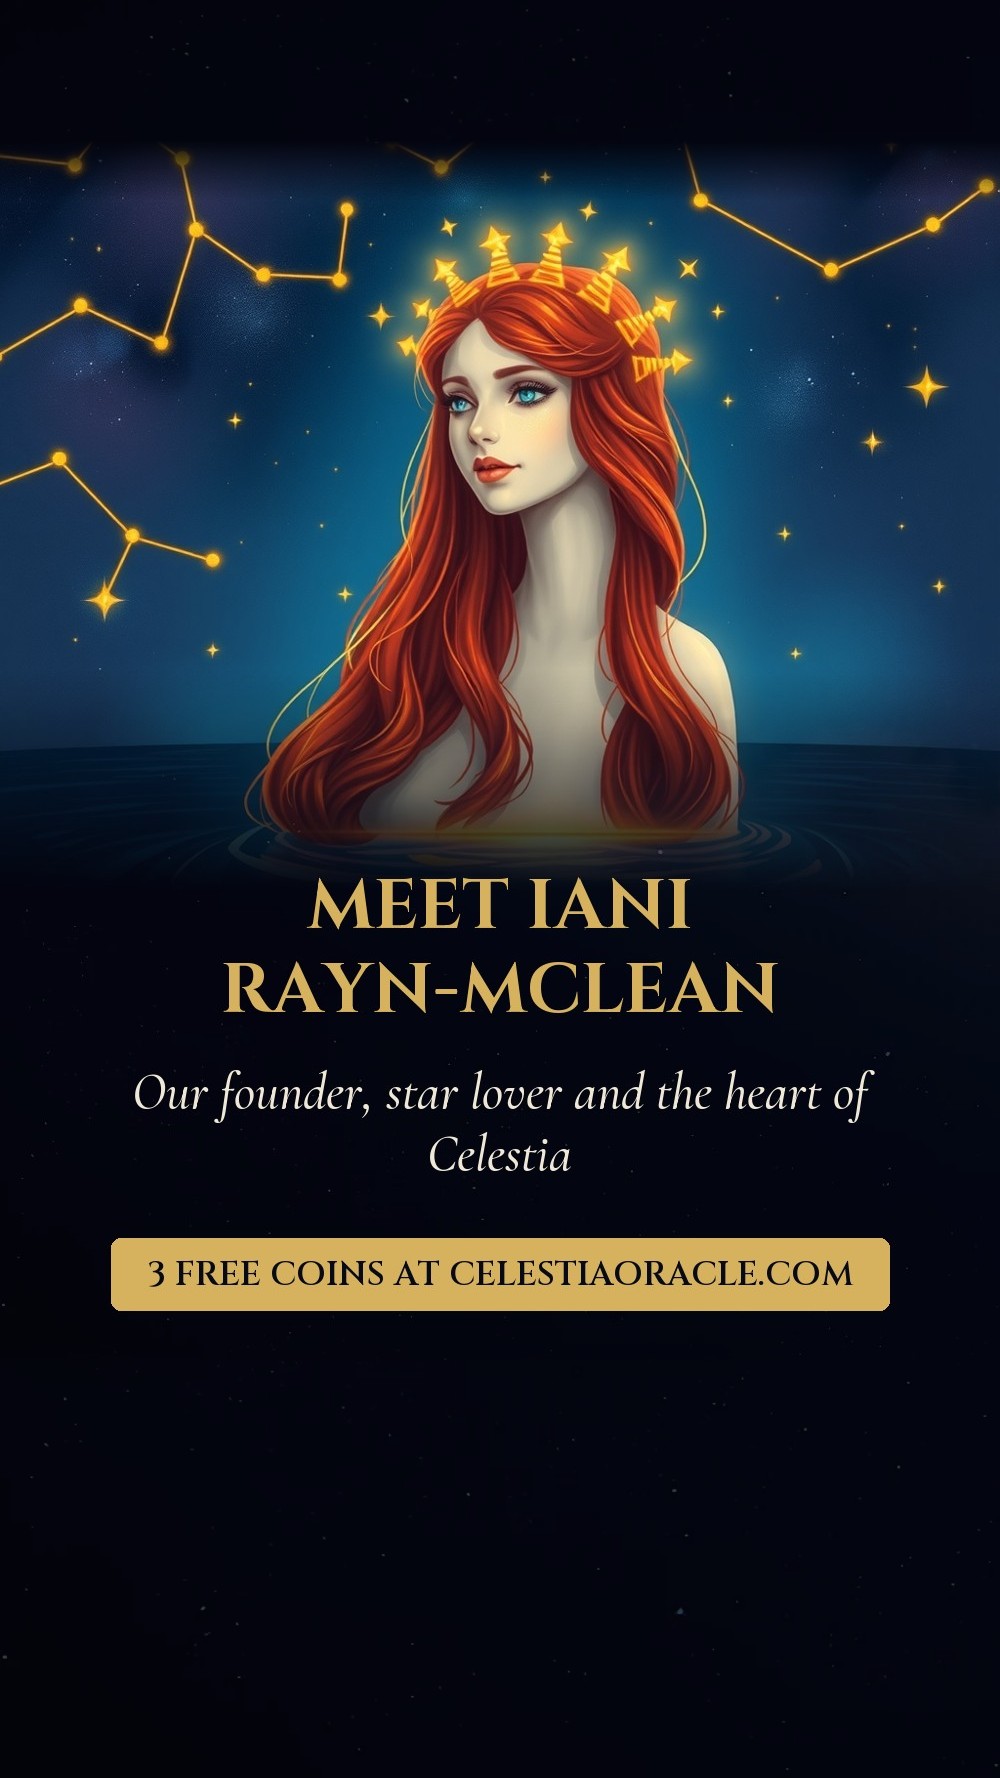 MEET IANI
RAYN-MCLEAN
Our founder, star lover and the heart of
Celestia
3 FREE COINS AT CELESTIAORACLE.COM